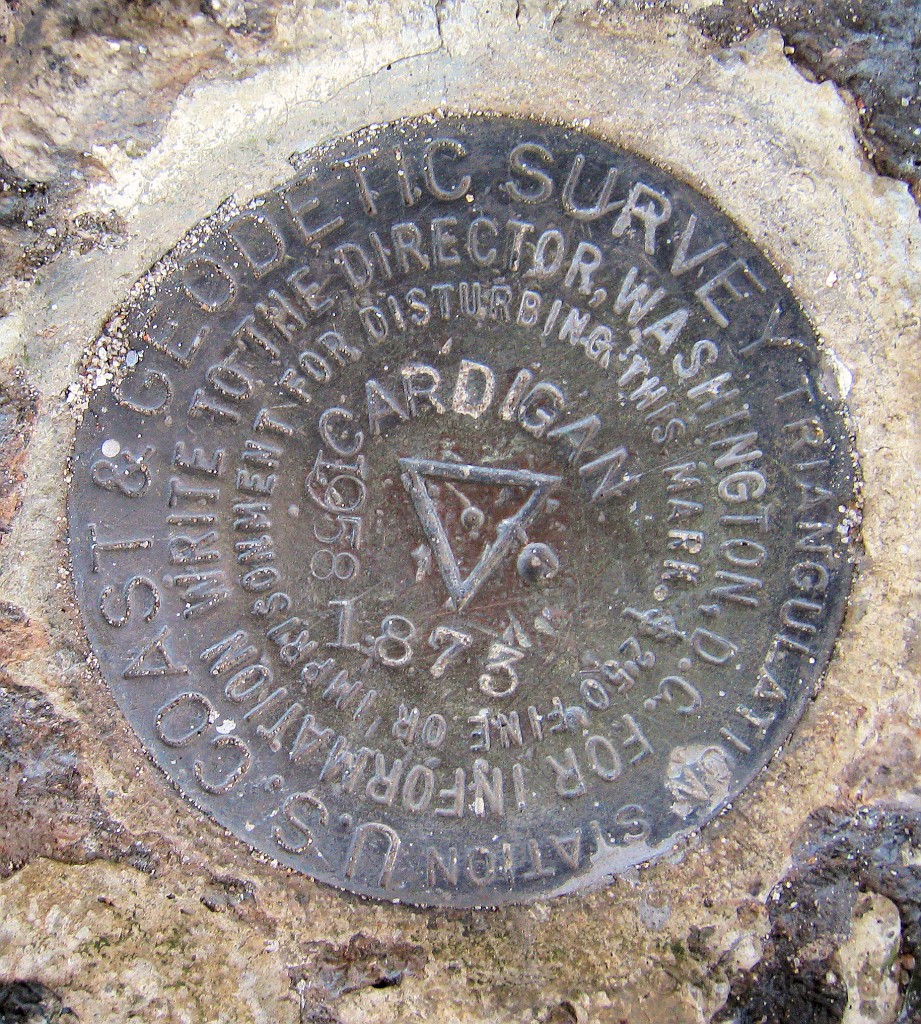 U.S. COAST & GEODETIC SURVEY
TRIANGULATION STATION
FOR INFORMATION WRITE TO THE DIRECTOR, WASHINGTON, D.C.
$250 FINE OR IMPRISONMENT FOR DISTURBING THIS MARK.
CARDIGAN
1958
1873